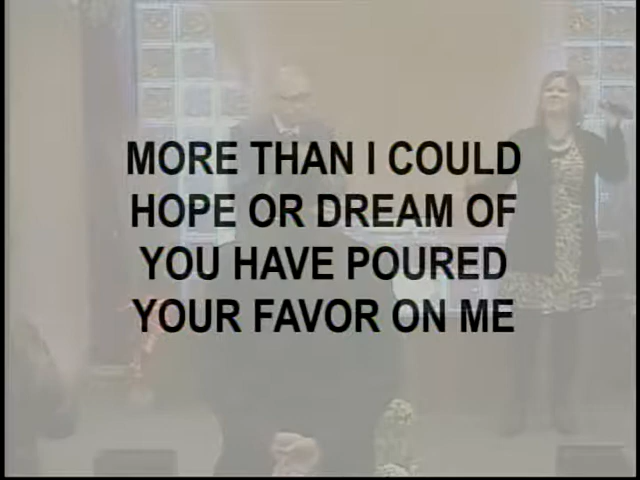 MORE THAN I COULD
HOPE OR DREAM OF
YOU HAVE POURED
YOUR FAVOR ON ME